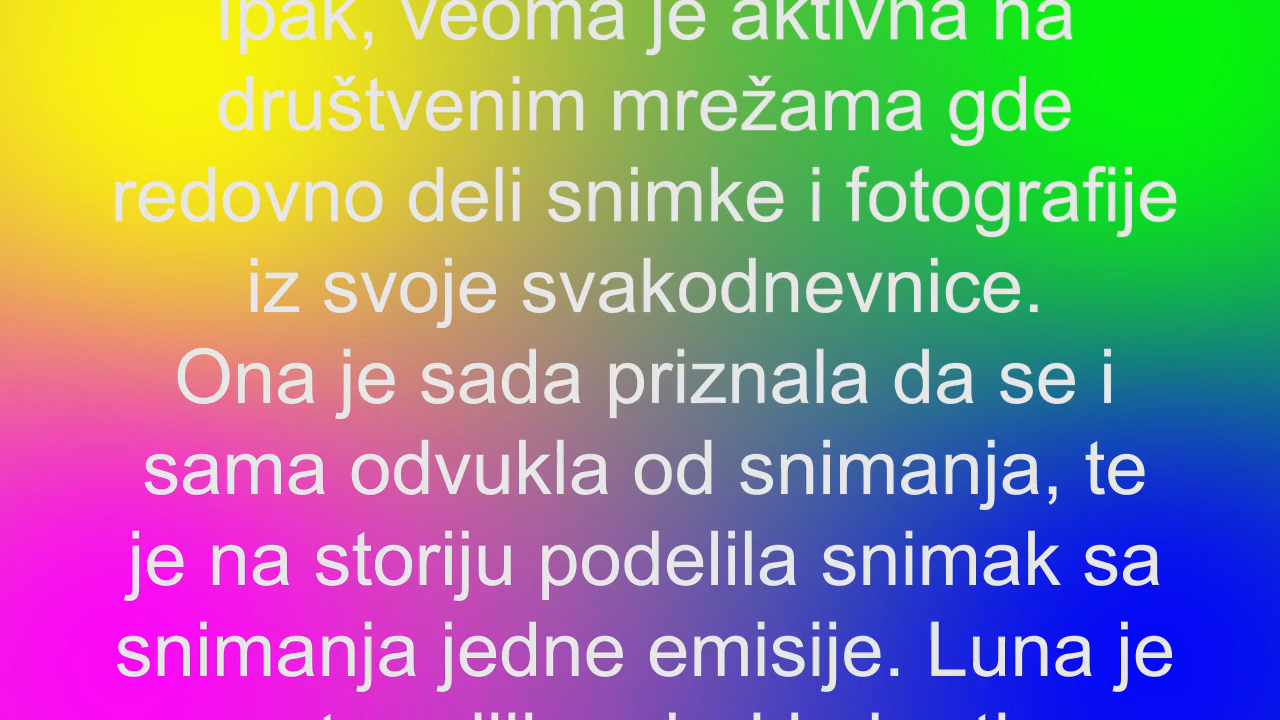 Ipak, veoma je aktivna na
društvenim mrežama gde
redovno deli snimke i fotografije
iz svoje svakodnevnice.
Ona je sada priznala da se i
sama odvukla od snimanja, te
je na storiju podelila snimak sa
snimanja jedne emisije. Luna je